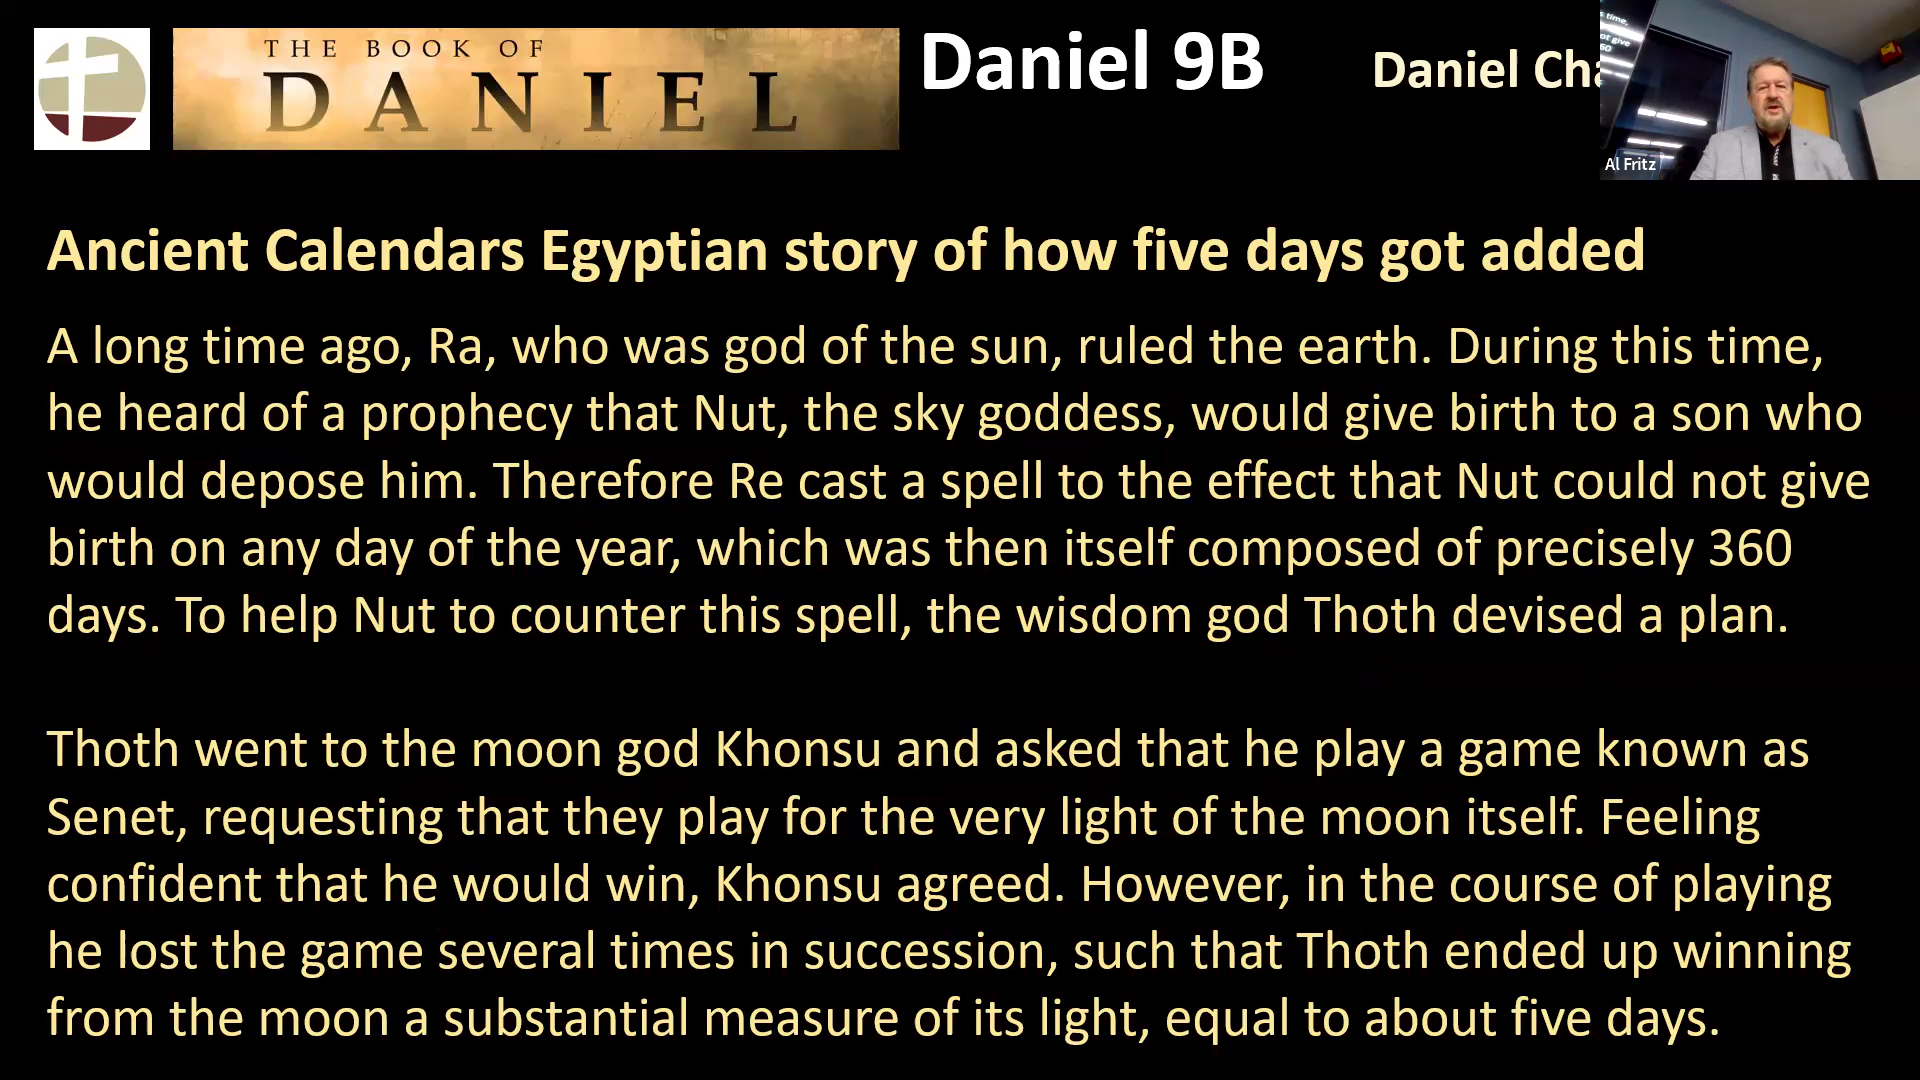 THE BOOK OF
DANIEL
Daniel 9B
Daniel Cha
Al Fritz
Ancient Calendars Egyptian story of how five days got added
A long time ago, Ra, who was god of the sun, ruled the earth. During this time,
he heard of a prophecy that Nut, the sky goddess, would give birth to a son who
would depose him. Therefore Re cast a spell to the effect that Nut could not give
birth on any day of the year, which was then itself composed of precisely 360
days. To help Nut to counter this spell, the wisdom god Thoth devised a plan.
Thoth went to the moon god Khonsu and asked that he play a game known as
Senet, requesting that they play for the very light of the moon itself. Feeling
confident that he would win, Khonsu agreed. However, in the course of playing
he lost the game several times in succession, such that Thoth ended up winning
from the moon a substantial measure of its light, equal to about five days.